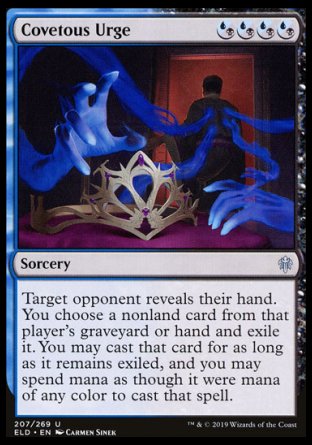 Covetous Urge
Sorcery
Target opponent reveals their hand.
You choose a nonland card from that
player's graveyard or hand and exile
it. You may cast that card for as long
as it remains exiled, and you may
spend mana as though it were mana
of any color to cast that spell.
207/269 U
ELD • EN CARMEN SINEK
™ & © 2019 Wizards of the Coast